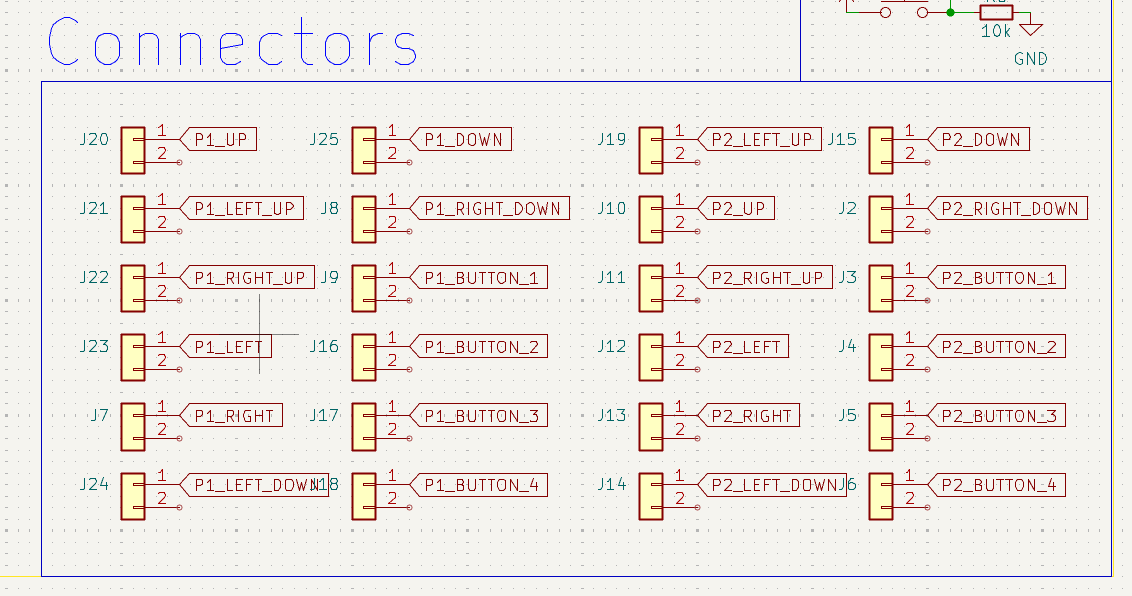 Connectors
10k
GND
J20 1 P1_UP J25 1 P1_DOWN J19 1 P2_LEFT_UP J15 1 P2_DOWN
2 2 2 2
J21 1 P1_LEFT_UP J8 1 P1_RIGHT_DOWN J10 1 P2_UP J2 1 P2_RIGHT_DOWN
2 2 2 2
J22 1 P1_RIGHT_UP J9 1 P1_BUTTON_1 J11 1 P2_RIGHT_UP J3 1 P2_BUTTON_1
2 2 2 2
J23 1 P1_LEFT J16 1 P1_BUTTON_2 J12 1 P2_LEFT J4 1 P2_BUTTON_2
2 2 2 2
J7 1 P1_RIGHT J17 1 P1_BUTTON_3 J13 1 P2_RIGHT J5 1 P2_BUTTON_3
2 2 2 2
J24 1 P1_LEFT_DOWN J18 1 P1_BUTTON_4 J14 1 P2_LEFT_DOWN J6 1 P2_BUTTON_4
2 2 2 2